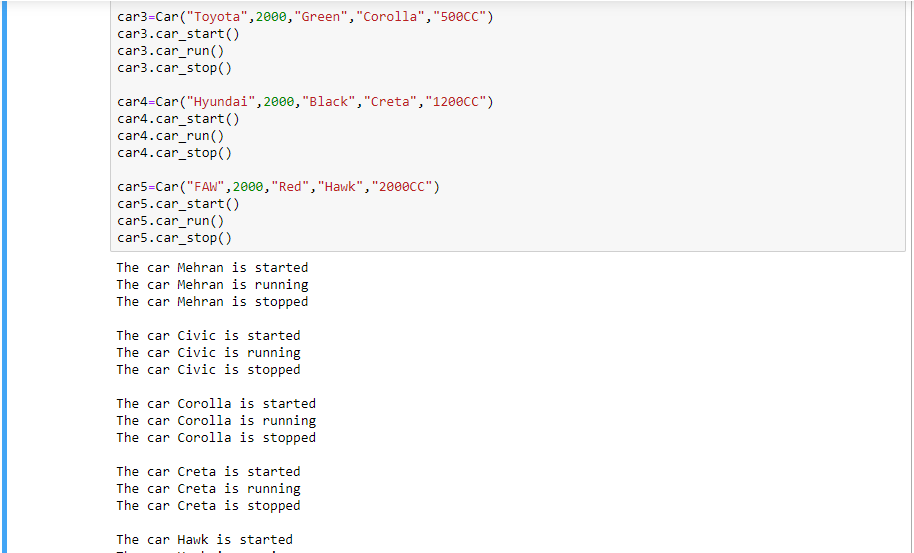 car3=Car("Toyota",2000,"Green","Corolla","500CC")
car3.car_start()
car3.car_run()
car3.car_stop()

car4=Car("Hyundai",2000,"Black","Creta","1200CC")
car4.car_start()
car4.car_run()
car4.car_stop()

car5=Car("FAW",2000,"Red","Hawk","2000CC")
car5.car_start()
car5.car_run()
car5.car_stop()

The car Mehran is started
The car Mehran is running
The car Mehran is stopped

The car Civic is started
The car Civic is running
The car Civic is stopped

The car Corolla is started
The car Corolla is running
The car Corolla is stopped

The car Creta is started
The car Creta is running
The car Creta is stopped

The car Hawk is started